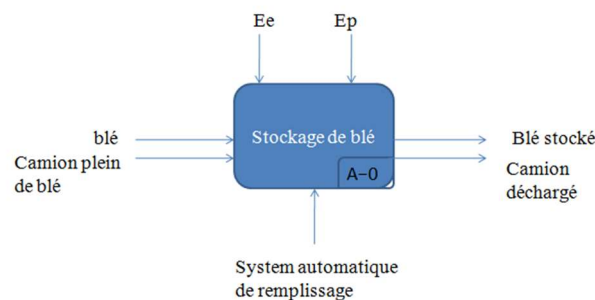 Ee
Ep
blé
Camion plein
de blé
Stockage de blé
A-0
Blé stocké
Camion
déchargé
System automatique
de remplissage